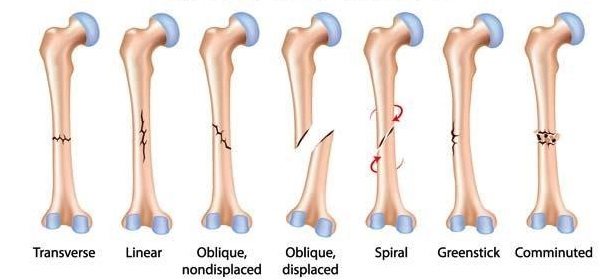 Transverse
Linear
Oblique,
nondisplaced
Oblique,
displaced
Spiral
Greenstick
Comminuted